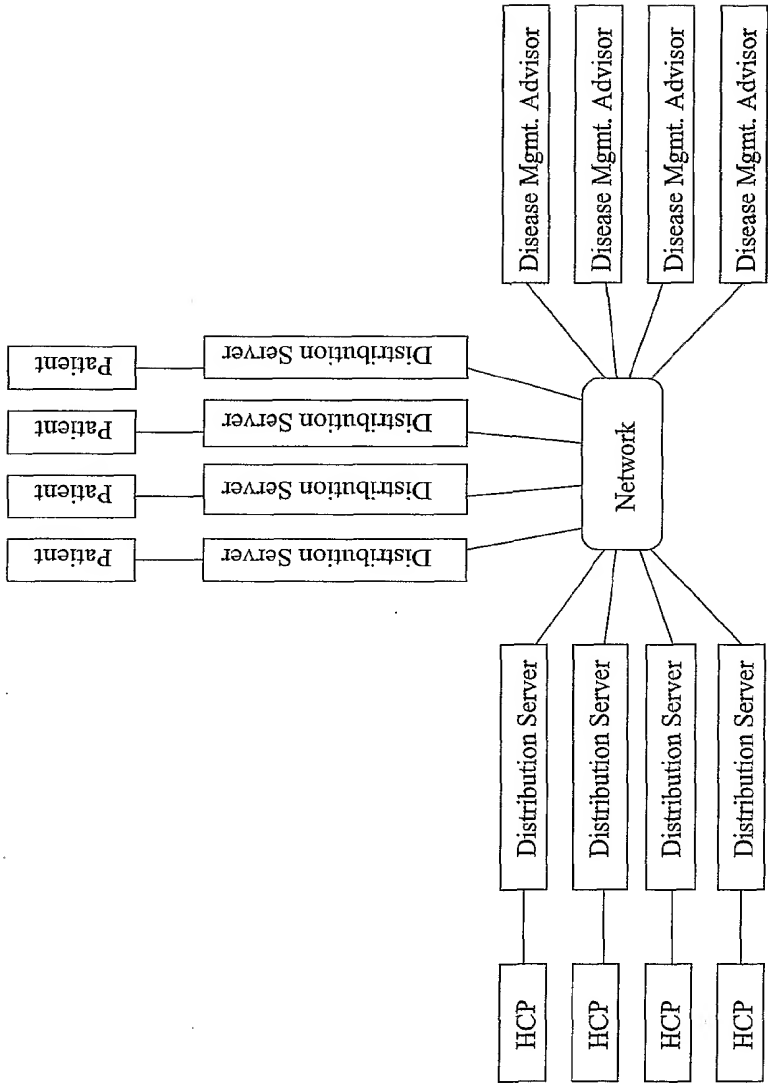 Patient
Patient
Patient
Patient
Distribution Server
Distribution Server
Distribution Server
Distribution Server
Disease Mgmt. Advisor
Disease Mgmt. Advisor
Disease Mgmt. Advisor
Disease Mgmt. Advisor
Network
Distribution Server
Distribution Server
Distribution Server
Distribution Server
HCP
HCP
HCP
HCP